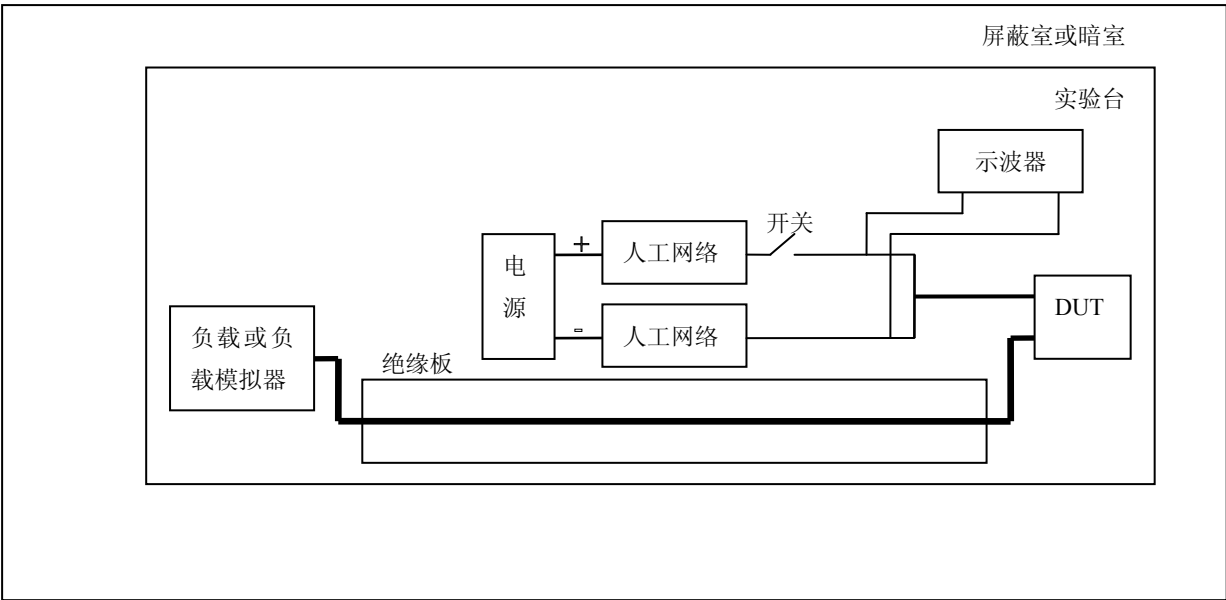 屏蔽室或暗室
实验台
示波器
开关
+
人工网络
电
源
DUT
-
人工网络
负载或负
载模拟器
绝缘板